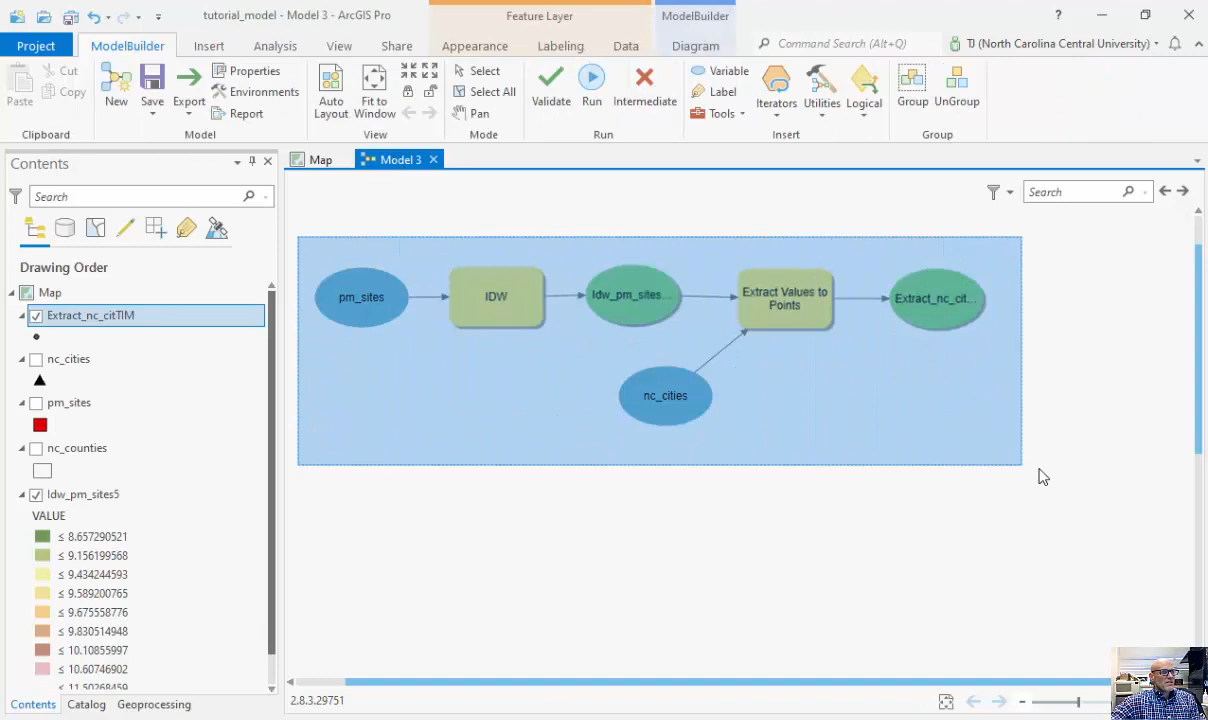 tutorial_model - Model 3 - ArcGIS Pro
Feature Layer
ModelBuilder
?
Project
ModelBuilder
Insert
Analysis
View
Share
Appearance
Labeling
Data
Diagram
Command Search (Alt+Q)
TJ (North Carolina Central University)
Paste
Cut
Copy
Clipboard
New
Save
Export
Properties
Environments
Report
Model
Auto Layout
Fit to Window
View
Select
Select All
Pan
Mode
Validate
Run
Intermediate
Run
Variable
Label
Tools
Iterators
Utilities
Logical
Insert
Group
UnGroup
Group
Contents
Map
Model 3
Search
Search
Drawing Order
Map
Extract_nc_citTIM
nc_cities
pm_sites
nc_counties
Idw_pm_sites5
VALUE
≤ 8.657290521
≤ 9.156199568
≤ 9.434244593
≤ 9.589200765
≤ 9.675558776
≤ 9.830514948
≤ 10.10855997
≤ 10.60746902
≤ 11.50268459
pm_sites
IDW
Idw_pm_sites...
Extract Values to
Points
Extract_nc_cit...
nc_cities
Contents
Catalog
Geoprocessing
2.8.3.29751